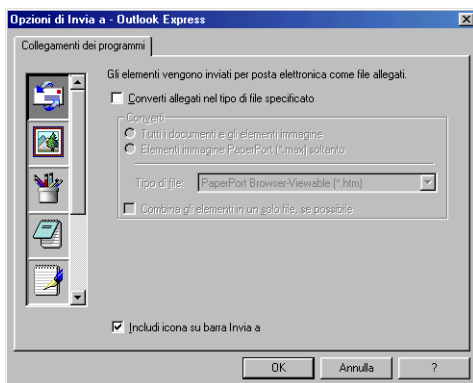 Opzioni di Invia a - Outlook Express
Collegamenti dei programmi
Gli elementi vengono inviati per posta elettronica come file allegati.
Converti allegati nel tipo di file specificato
Converti
Tutti i documenti e gli elementi immagine
Elementi immagine PaperPort (*.max) soltanto
Tipo di file: PaperPort Browser-Viewable (*.htm)
Combina gli elementi in un solo file, se possibile
Includi icona su barra Invia a
OK Annulla ?